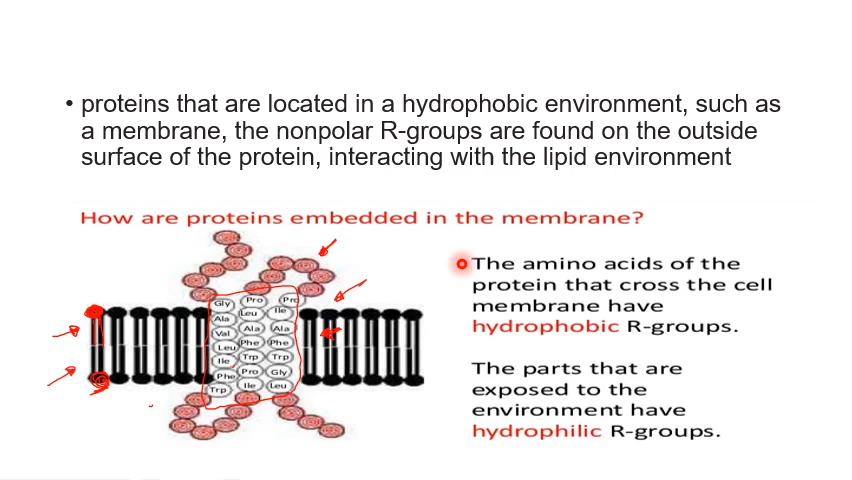 • proteins that are located in a hydrophobic environment, such as
a membrane, the nonpolar R-groups are found on the outside
surface of the protein, interacting with the lipid environment
How are proteins embedded in the membrane?
The amino acids of the
protein that cross the cell
membrane have
hydrophobic R-groups.
The parts that are
exposed to the
environment have
hydrophilic R-groups.
Gly Pro Pro
Ala Leu Ile
Val Ala Ala
Leu Phe Phe
Ile Trp Trp
Phe Pro Gly
Trp Ile Leu